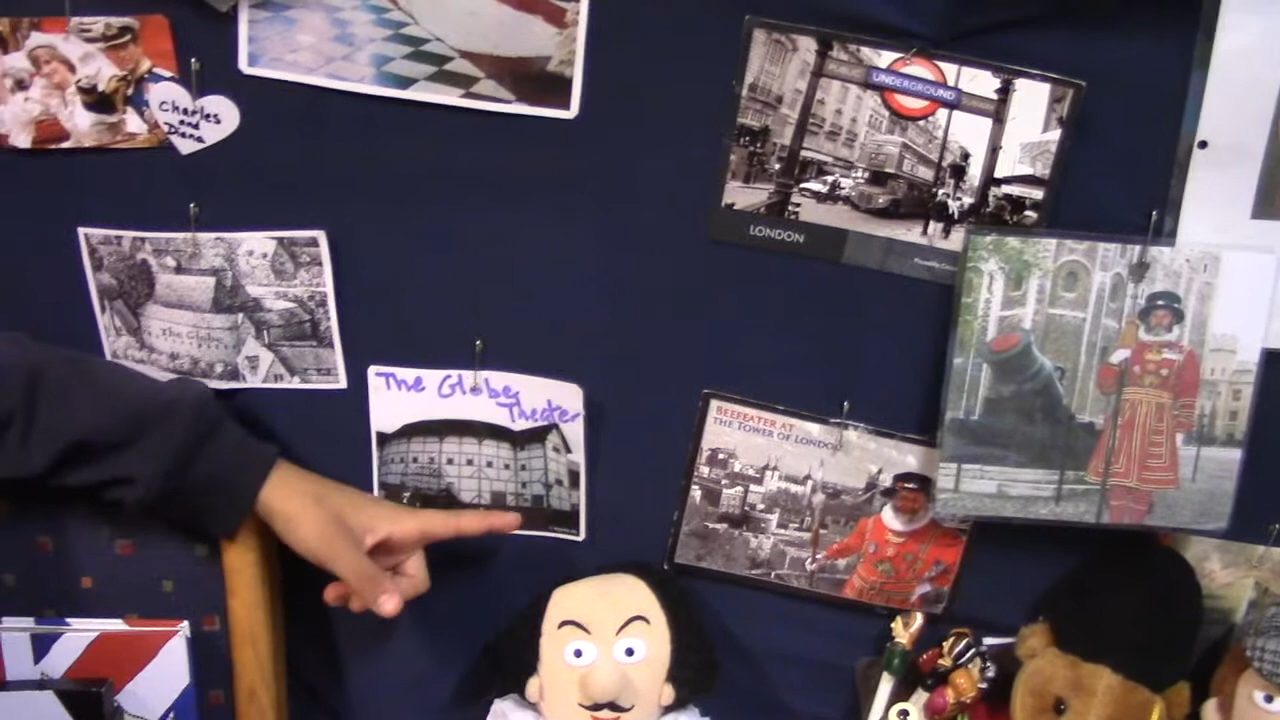 Charles
and
Diana
UNDERGROUND
LONDON
The Globe
The Globe
Theater
BEEFEATER AT
THE TOWER OF LONDON